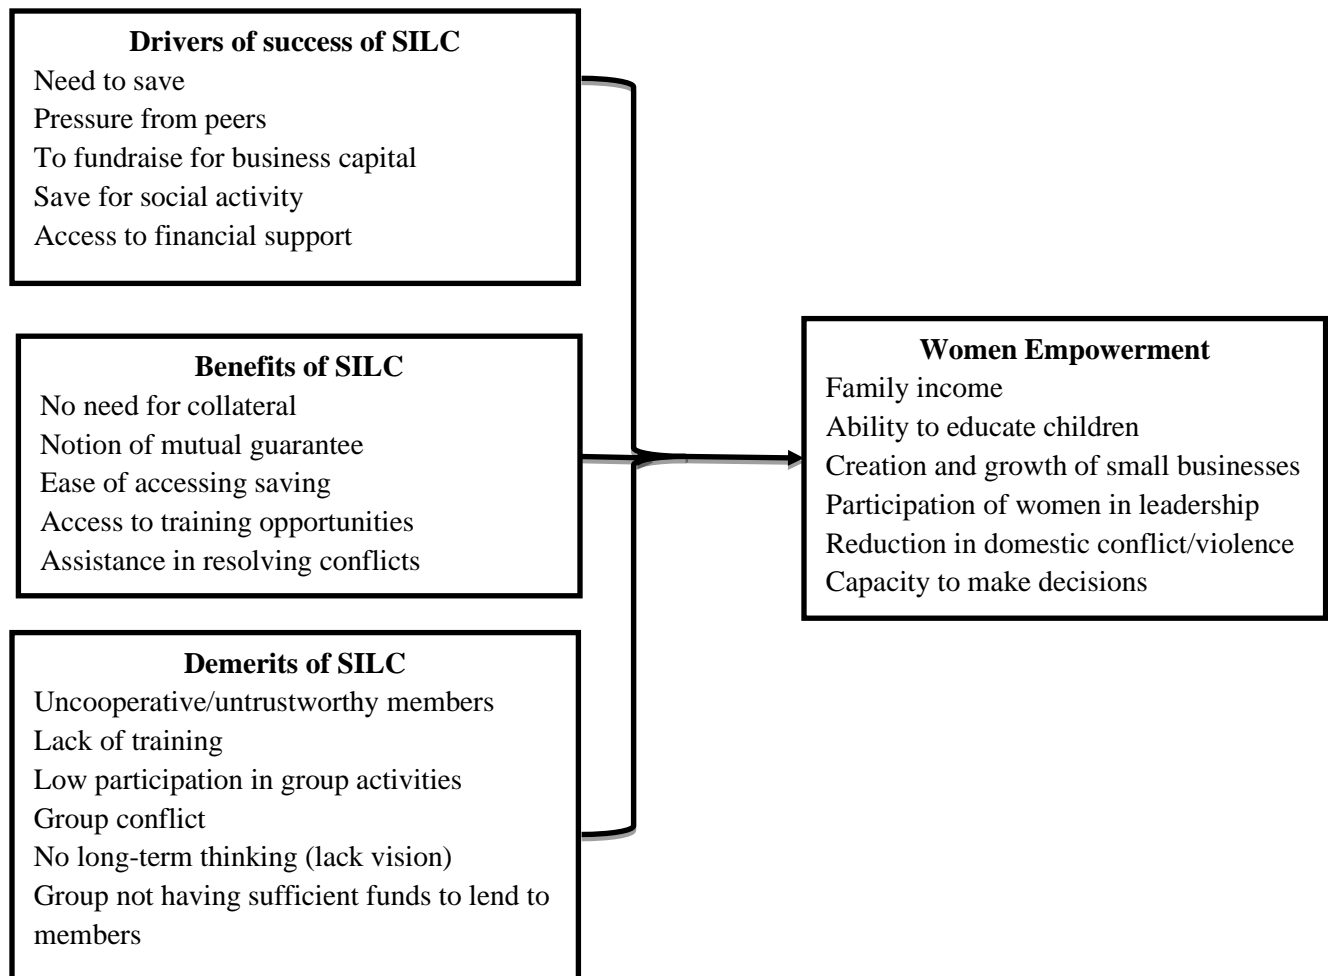 Drivers of success of SILC
Need to save
Pressure from peers
To fundraise for business capital
Save for social activity
Access to financial support
Benefits of SILC
No need for collateral
Notion of mutual guarantee
Ease of accessing saving
Access to training opportunities
Assistance in resolving conflicts
Demerits of SILC
Uncooperative/untrustworthy members
Lack of training
Low participation in group activities
Group conflict
No long-term thinking (lack vision)
Group not having sufficient funds to lend to
members
Women Empowerment
Family income
Ability to educate children
Creation and growth of small businesses
Participation of women in leadership
Reduction in domestic conflict/violence
Capacity to make decisions